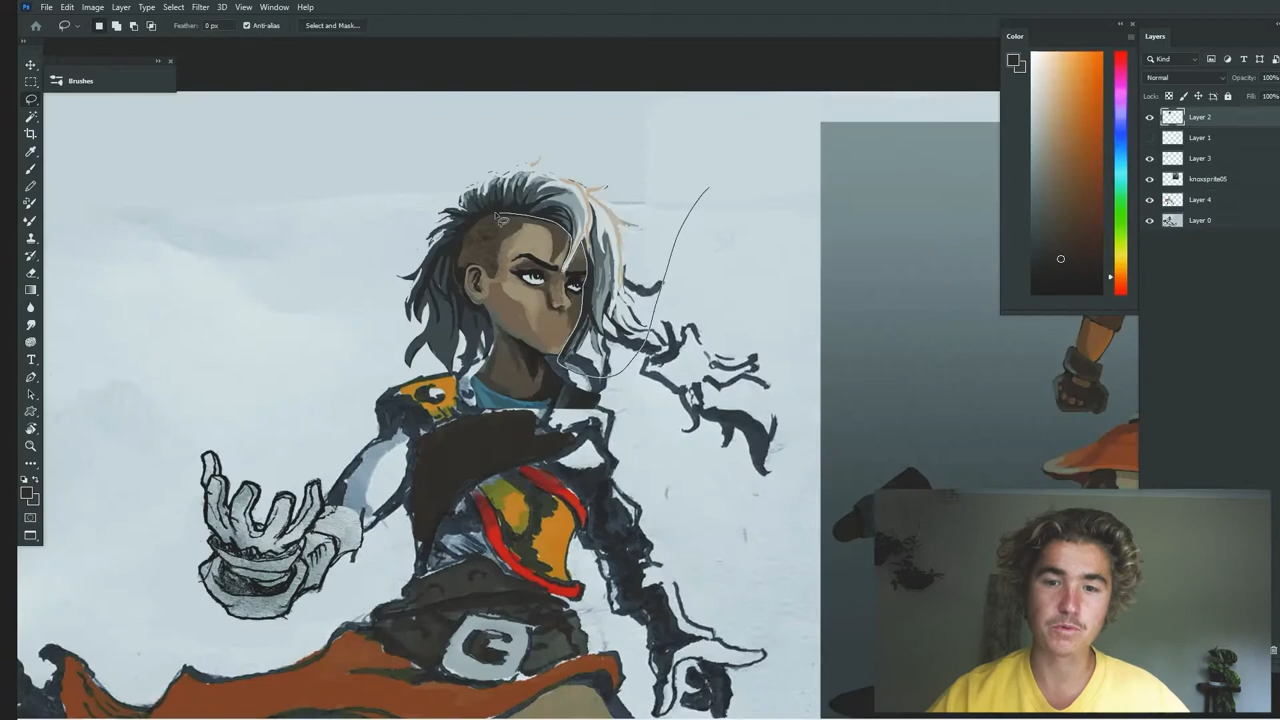 Ps File Edit Image Layer Type Select Filter 3D View Window Help
Feather: 0 px Anti-alias Select and Mask...
Brushes
Color
Layers
Kind
Normal Opacity: 100%
Lock: Fill: 100%
Layer 2
Layer 1
Layer 3
knoxsprite05
Layer 4
Layer 0